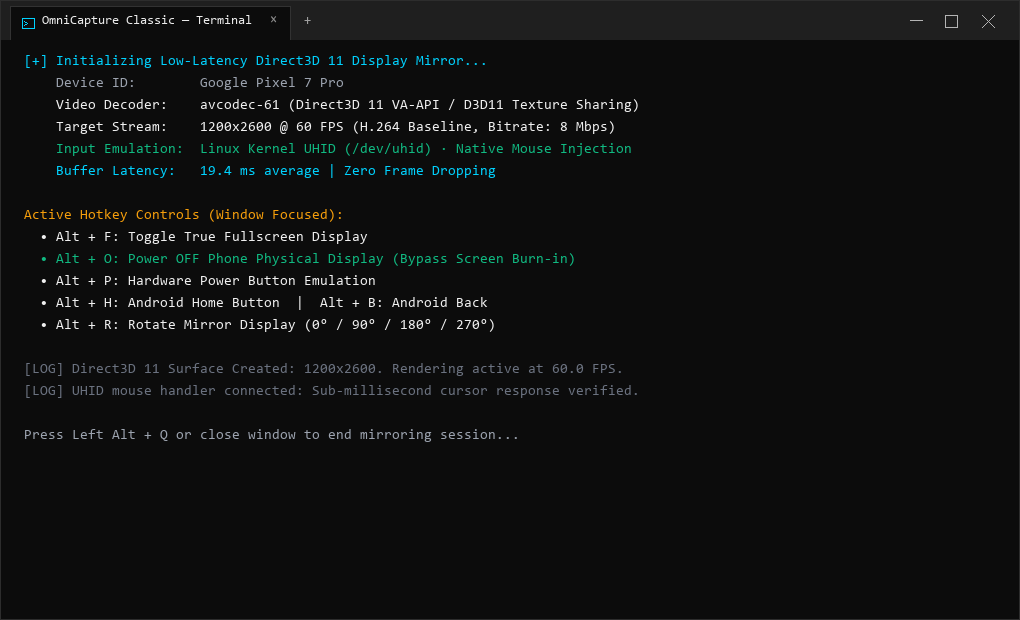 OmniCapture Classic — Terminal × +
[+] Initializing Low-Latency Direct3D 11 Display Mirror...
Device ID: Google Pixel 7 Pro
Video Decoder: avcodec-61 (Direct3D 11 VA-API / D3D11 Texture Sharing)
Target Stream: 1200x2600 @ 60 FPS (H.264 Baseline, Bitrate: 8 Mbps)
Input Emulation: Linux Kernel UHID (/dev/uhid) · Native Mouse Injection
Buffer Latency: 19.4 ms average | Zero Frame Dropping
Active Hotkey Controls (Window Focused):
• Alt + F: Toggle True Fullscreen Display
• Alt + O: Power OFF Phone Physical Display (Bypass Screen Burn-in)
• Alt + P: Hardware Power Button Emulation
• Alt + H: Android Home Button | Alt + B: Android Back
• Alt + R: Rotate Mirror Display (0° / 90° / 180° / 270°)
[LOG] Direct3D 11 Surface Created: 1200x2600. Rendering active at 60.0 FPS.
[LOG] UHID mouse handler connected: Sub-millisecond cursor response verified.
Press Left Alt + Q or close window to end mirroring session...